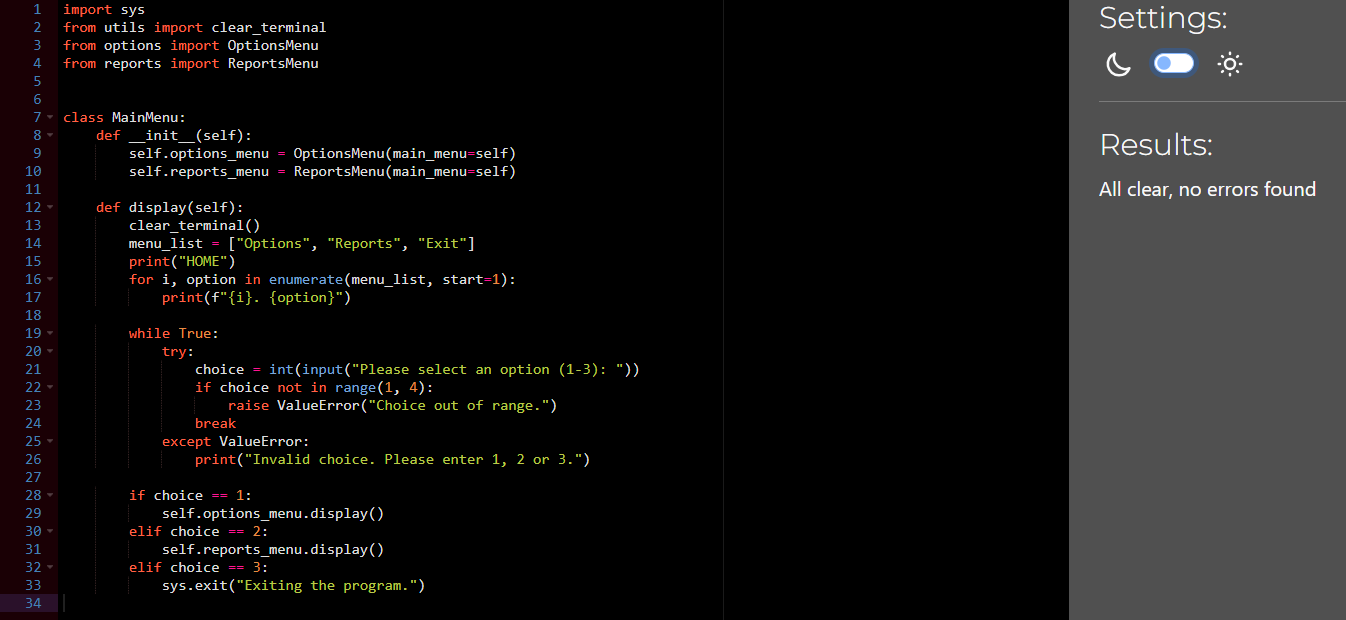 1 import sys
2 from utils import clear_terminal
3 from options import OptionsMenu
4 from reports import ReportsMenu
5
6
7 class MainMenu:
8     def __init__(self):
9         self.options_menu = OptionsMenu(main_menu=self)
10         self.reports_menu = ReportsMenu(main_menu=self)
11
12     def display(self):
13         clear_terminal()
14         menu_list = ["Options", "Reports", "Exit"]
15         print("HOME")
16         for i, option in enumerate(menu_list, start=1):
17             print(f"{i}. {option}")
18
19         while True:
20             try:
21                 choice = int(input("Please select an option (1-3): "))
22                 if choice not in range(1, 4):
23                     raise ValueError("Choice out of range.")
24                 break
25             except ValueError:
26                 print("Invalid choice. Please enter 1, 2 or 3.")
27
28         if choice == 1:
29             self.options_menu.display()
30         elif choice == 2:
31             self.reports_menu.display()
32         elif choice == 3:
33             sys.exit("Exiting the program.")
34
Settings:
Results:
All clear, no errors found